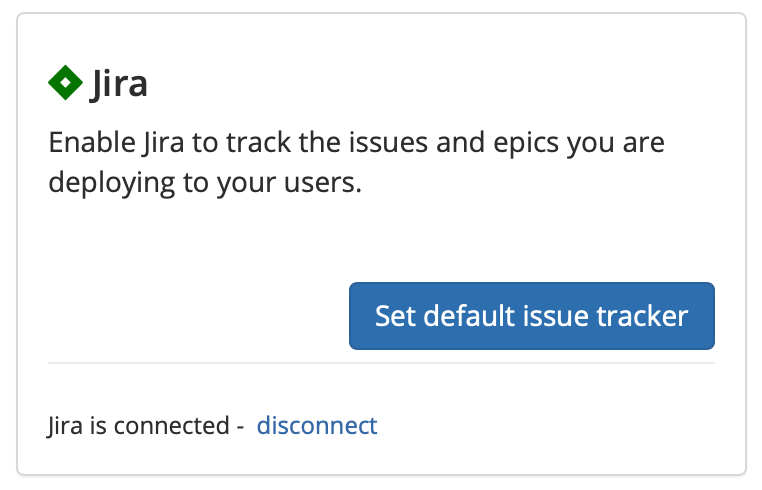 Jira
Enable Jira to track the issues and epics you are
deploying to your users.
Set default issue tracker
Jira is connected - disconnect